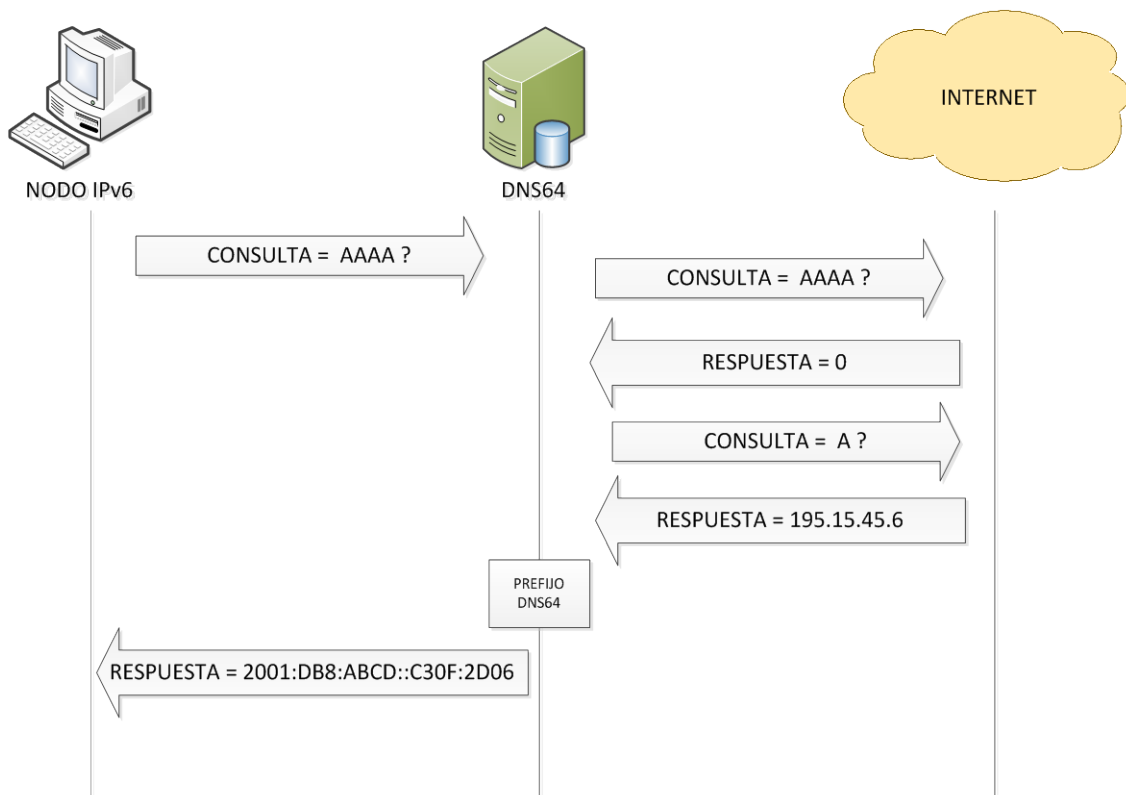 INTERNET
NODO IPv6
DNS64
CONSULTA = AAAA ?
CONSULTA = AAAA ?
RESPUESTA = 0
CONSULTA = A ?
RESPUESTA = 195.15.45.6
PREFIJO
DNS64
RESPUESTA = 2001:DB8:ABCD::C30F:2D06